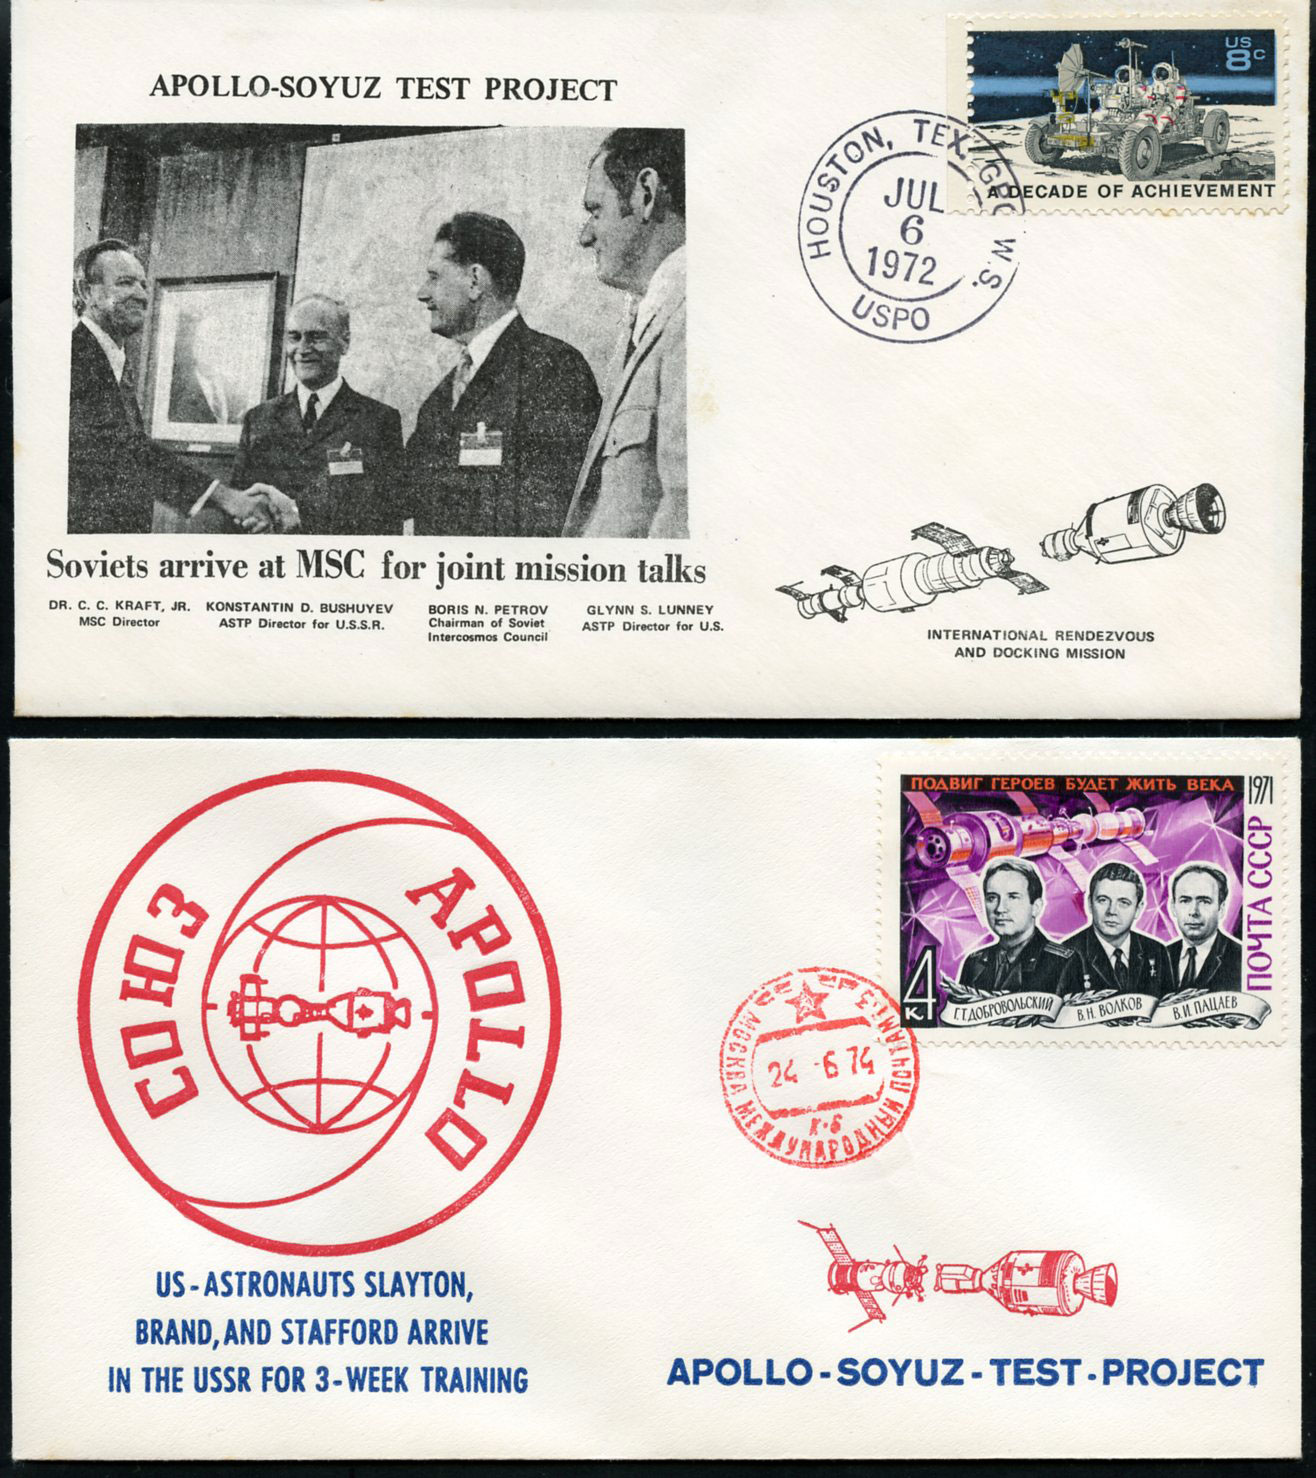 APOLLO-SOYUZ TEST PROJECT
US
8c
A DECADE OF ACHIEVEMENT
HOUSTON, TEX. GPO W.S.
JUL
6
1972
USPO
Soviets arrive at MSC for joint mission talks
DR. C. C. KRAFT, JR.
MSC Director
KONSTANTIN D. BUSHUYEV
ASTP Director for U.S.S.R.
BORIS N. PETROV
Chairman of Soviet
Intercosmos Council
GLYNN S. LUNNEY
ASTP Director for U.S.
INTERNATIONAL RENDEZVOUS
AND DOCKING MISSION
СОЮЗ
APOLLO
ПОДВИГ ГЕРОЕВ БУДЕТ ЖИТЬ ВЕКА
1971
ПОЧТА СССР
4
К.
Г.Т.ДОБРОВОЛЬСКИЙ
В.Н. ВОЛКОВ
В.И. ПАЦАЕВ
СССР
МОСКВА МЕЖДУНАРОДНЫЙ ПОЧТАМТ
24 -6 74
К-6
US-ASTRONAUTS SLAYTON,
BRAND, AND STAFFORD ARRIVE
IN THE USSR FOR 3-WEEK TRAINING
APOLLO-SOYUZ-TEST-PROJECT